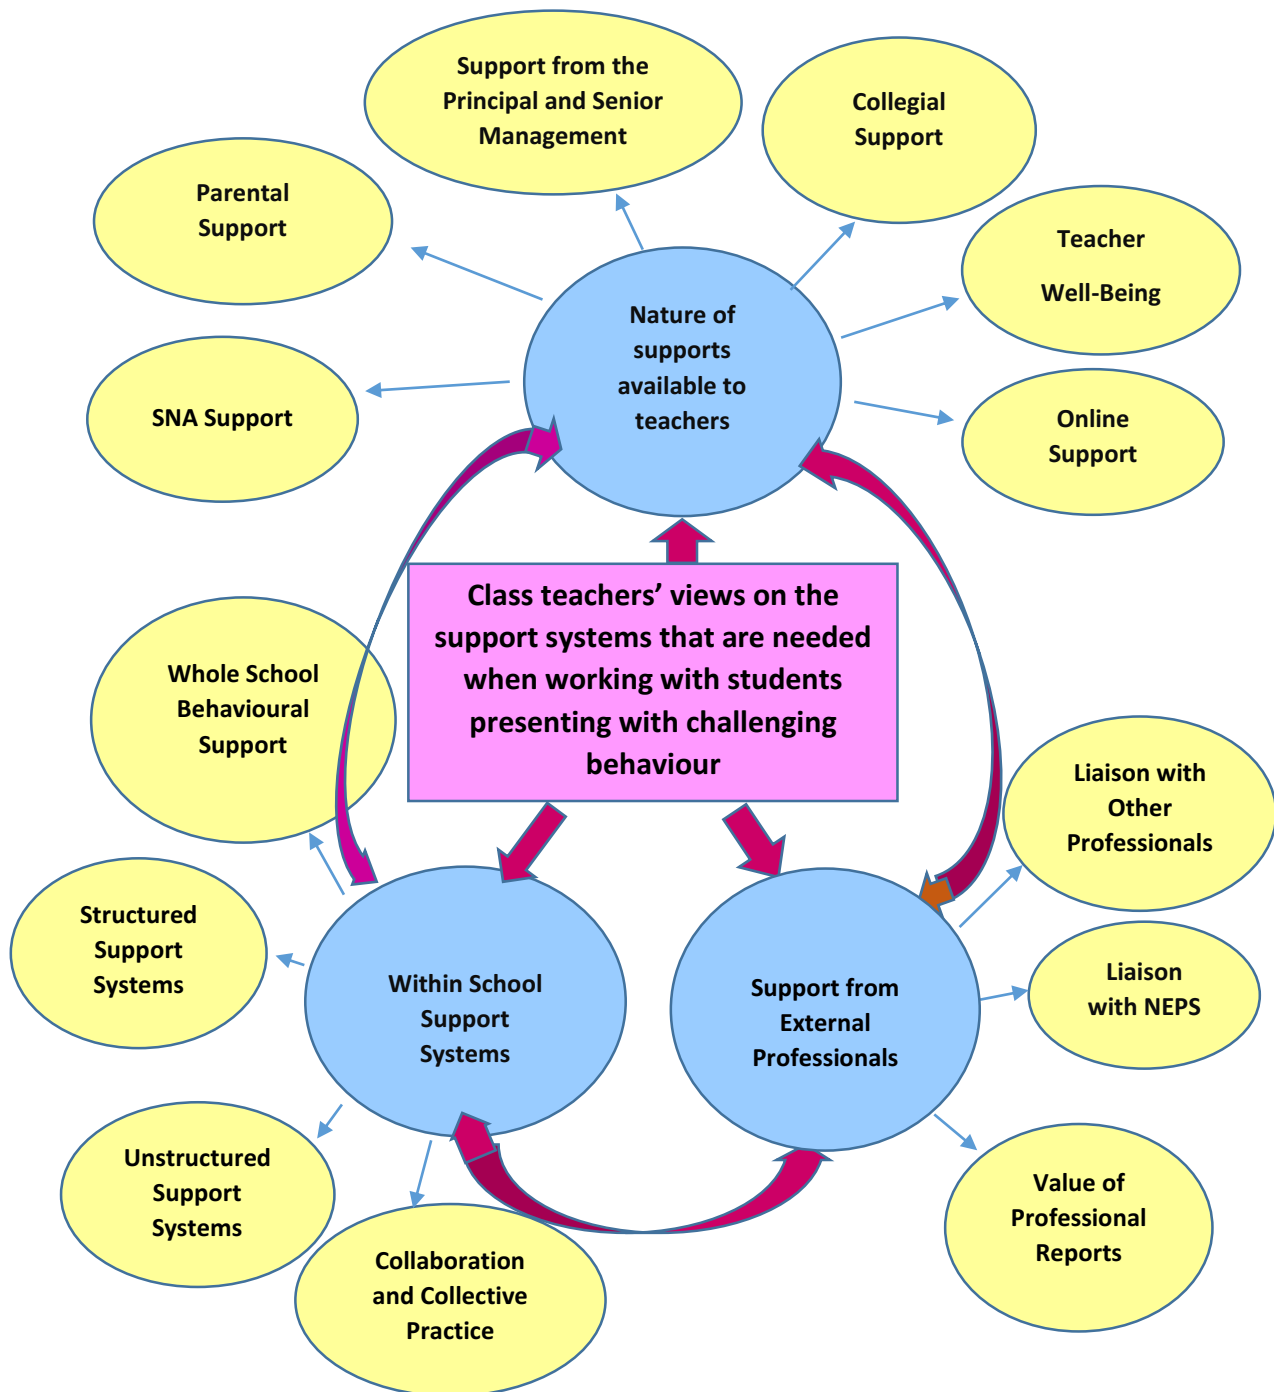 Support from the
Principal and Senior
Management
Collegial
Support
Parental
Support
Teacher
Well-Being
Nature of
supports
available to
teachers
SNA Support
Online
Support
Class teachers’ views on the
support systems that are needed
when working with students
presenting with challenging
behaviour
Whole School
Behavioural
Support
Liaison with
Other
Professionals
Structured
Support
Systems
Within School
Support
Systems
Support from
External
Professionals
Liaison
with NEPS
Unstructured
Support
Systems
Value of
Professional
Reports
Collaboration
and Collective
Practice